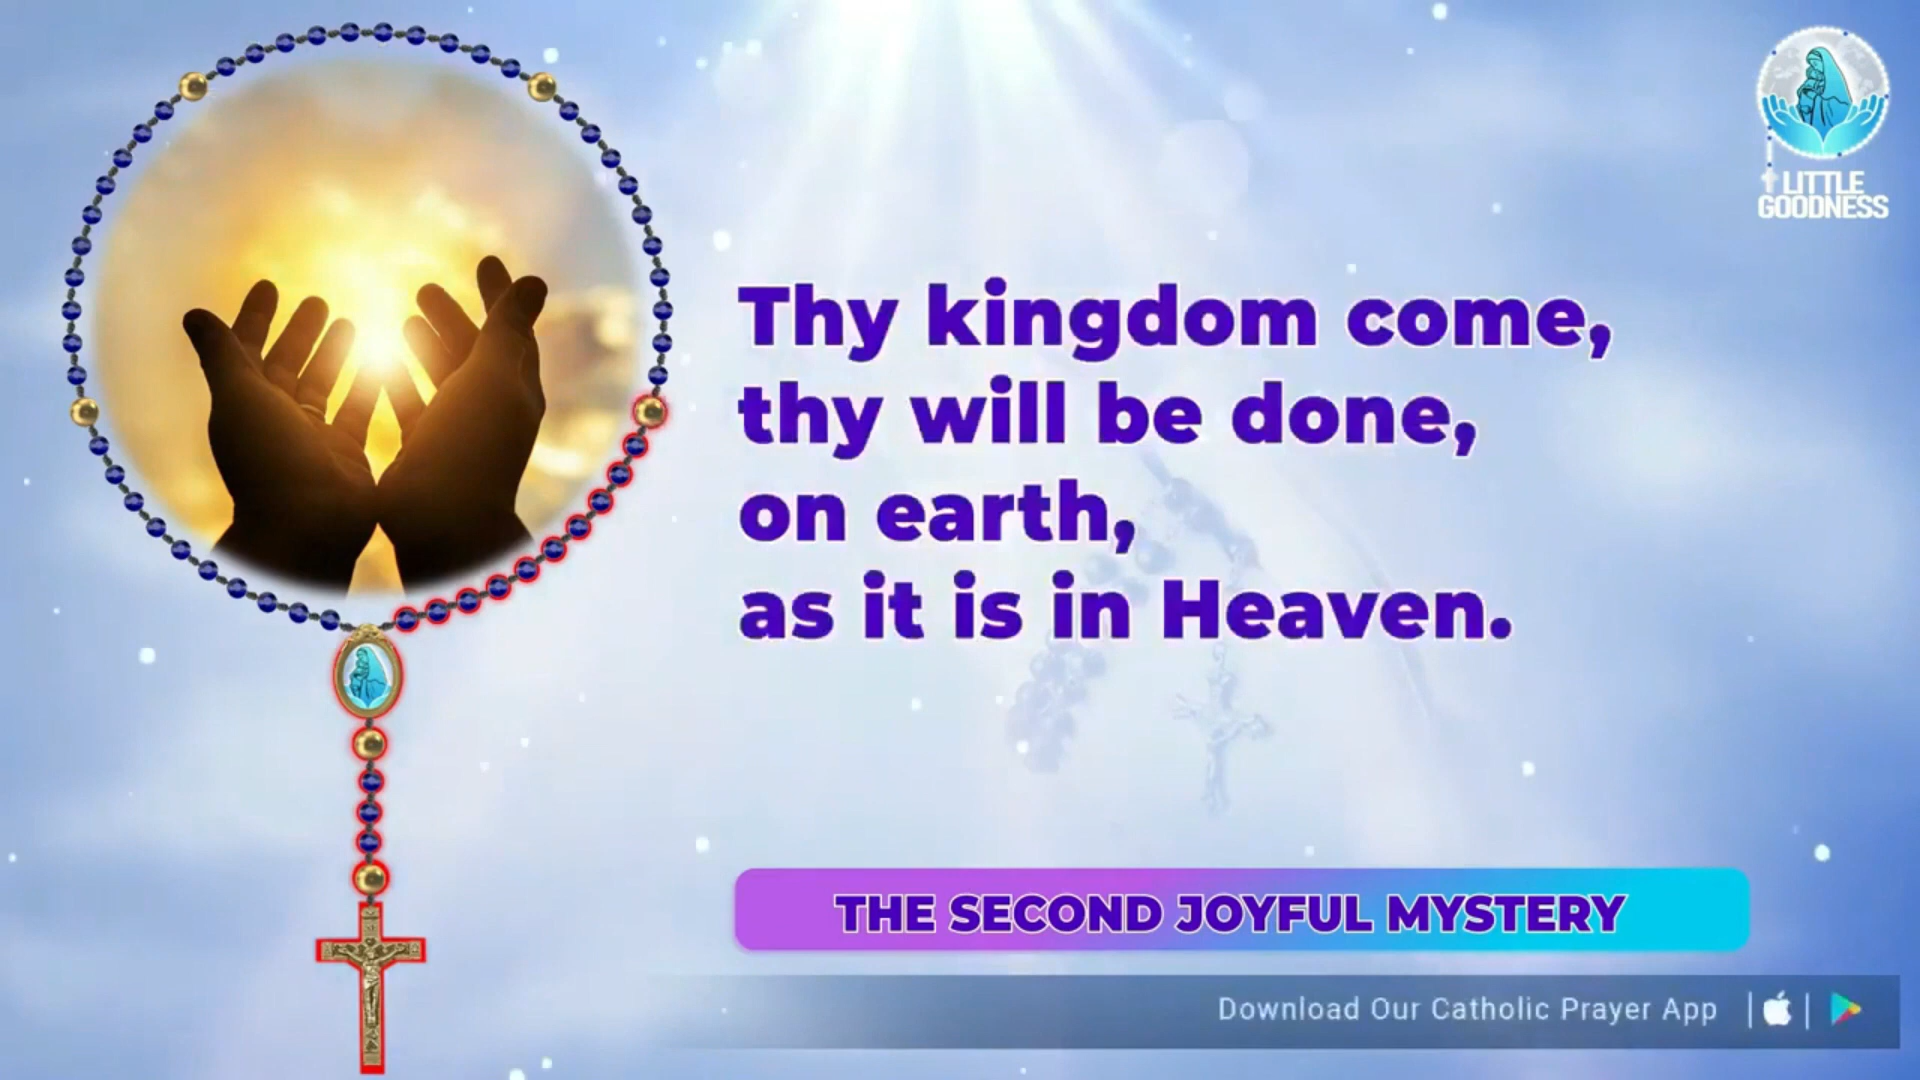 LITTLE
GOODNESS
Thy kingdom come,
thy will be done,
on earth,
as it is in Heaven.
THE SECOND JOYFUL MYSTERY
Download Our Catholic Prayer App